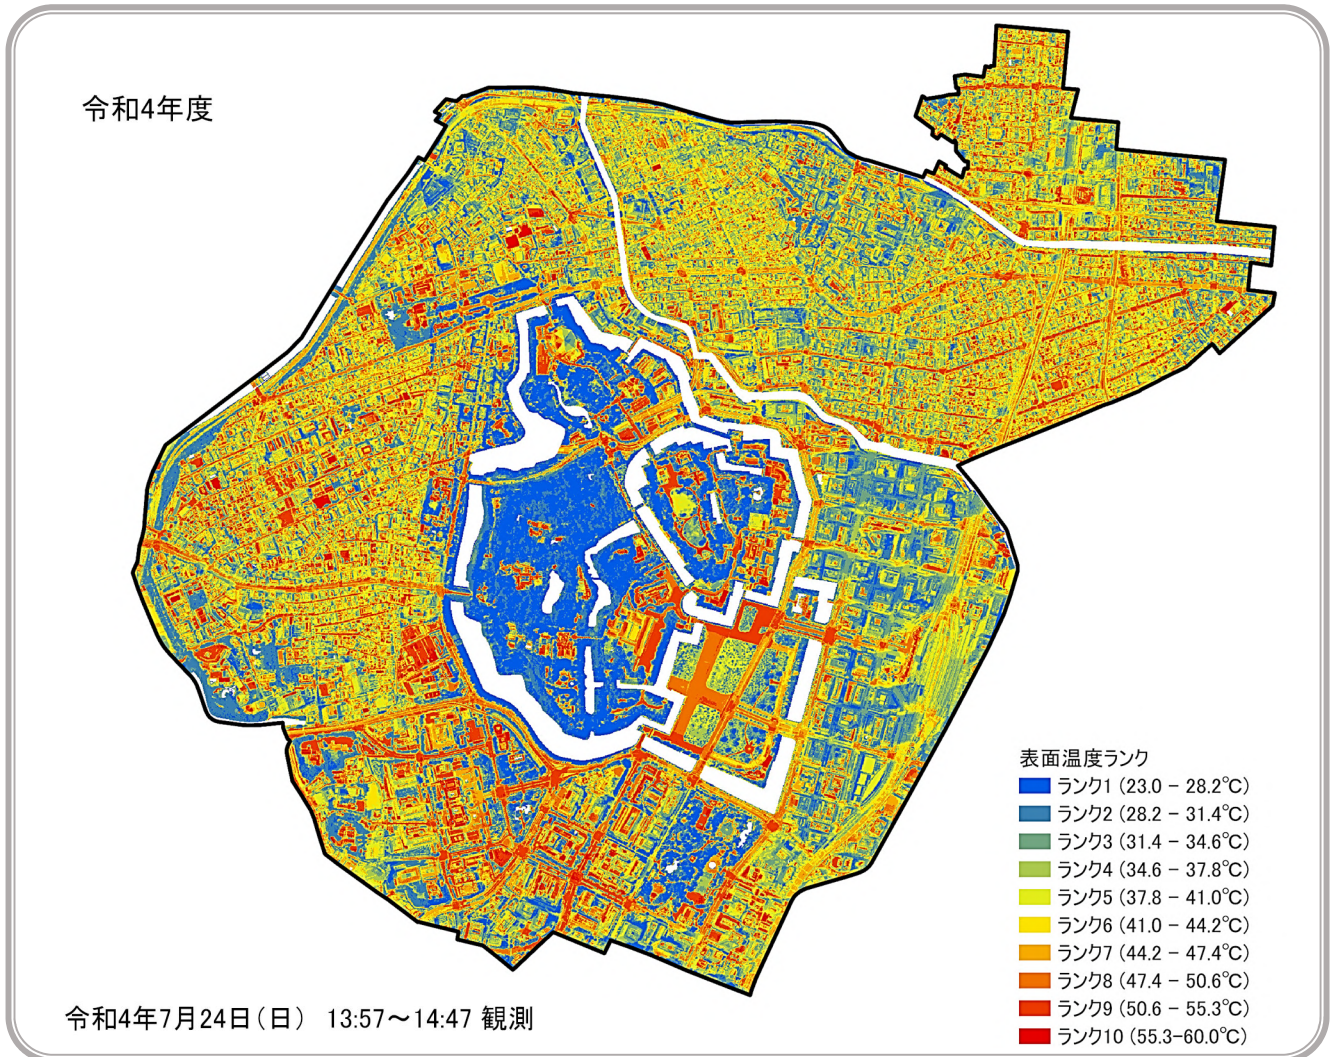 令和4年度
表面温度ランク
ランク1 (23.0 − 28.2℃)
ランク2 (28.2 − 31.4℃)
ランク3 (31.4 − 34.6℃)
ランク4 (34.6 − 37.8℃)
ランク5 (37.8 − 41.0℃)
ランク6 (41.0 − 44.2℃)
ランク7 (44.2 − 47.4℃)
ランク8 (47.4 − 50.6℃)
ランク9 (50.6 − 55.3℃)
ランク10 (55.3-60.0℃)
令和4年7月24日(日) 13:57～14:47 観測